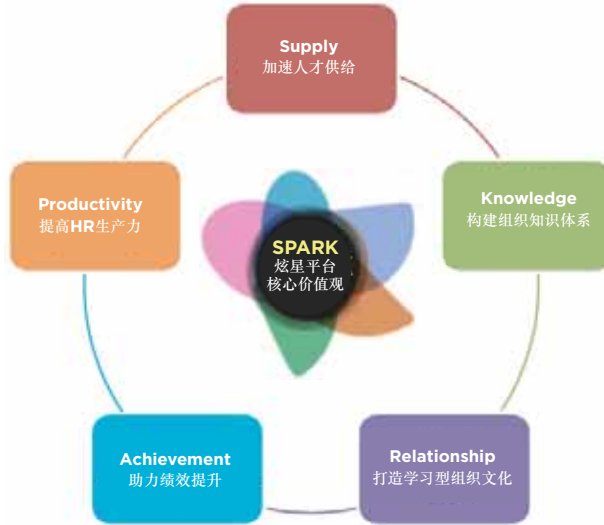 Supply
加速人才供给
Productivity
提高HR生产力
Knowledge
构建组织知识体系
SPARK
炫星平台
核心价值观
Achievement
助力绩效提升
Relationship
打造学习型组织文化